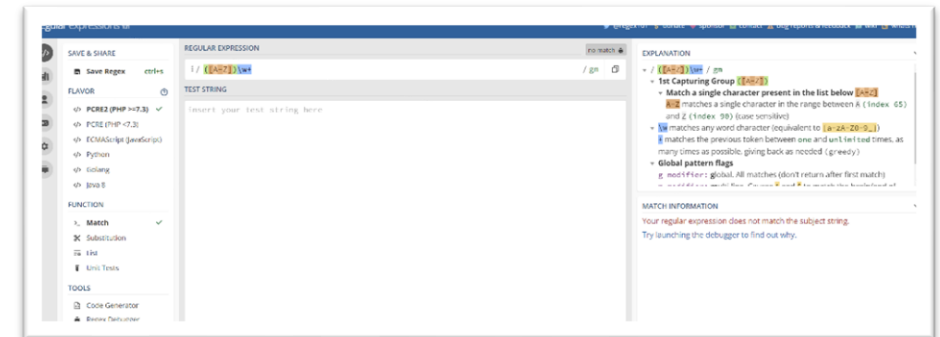 regular expressions 101
SAVE & SHARE
Save Regex ctrl+s
FLAVOR
PCRE2 (PHP >=7.3)
PCRE (PHP <7.3)
ECMAScript (JavaScript)
Python
Golang
Java 8
FUNCTION
Match
Substitution
List
Unit Tests
TOOLS
Code Generator
Regex Debugger
REGULAR EXPRESSION
no match
/ ([A-Z])\w+ / gm
TEST STRING
insert your test string here
EXPLANATION
/ ([A-Z])\w+ / gm
1st Capturing Group ([A-Z])
Match a single character present in the list below [A-Z]
A-Z matches a single character in the range between A (index 65)
and Z (index 90) (case sensitive)
\w matches any word character (equivalent to [a-zA-Z0-9_])
+ matches the previous token between one and unlimited times, as
many times as possible, giving back as needed (greedy)
Global pattern flags
g modifier: global. All matches (don't return after first match)
MATCH INFORMATION
Your regular expression does not match the subject string.
Try launching the debugger to find out why.